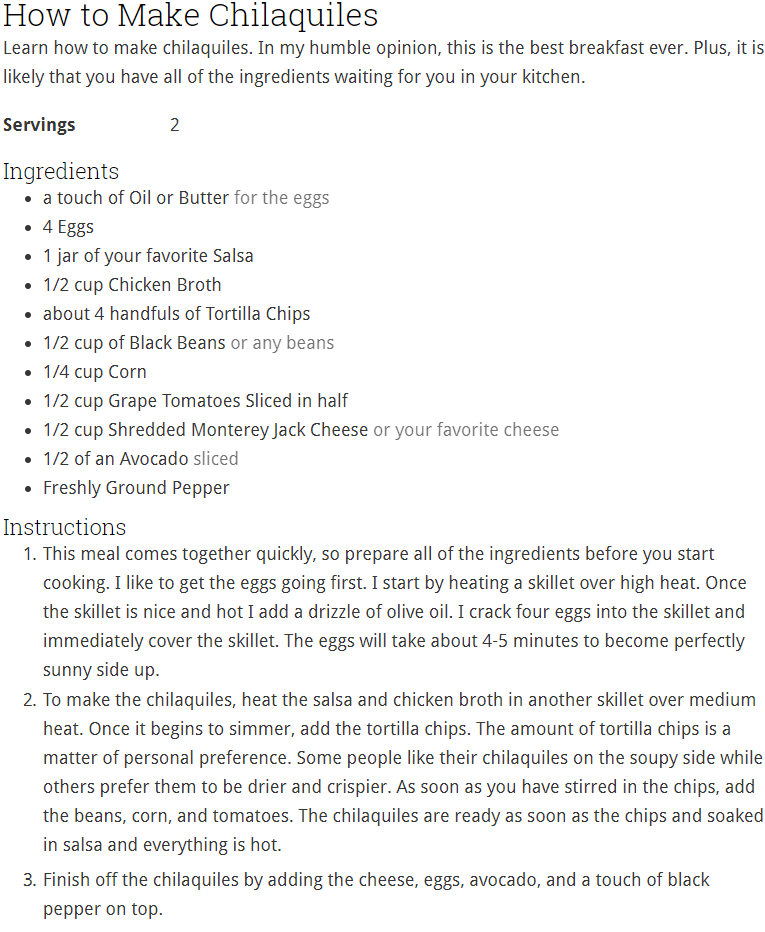 How to Make Chilaquiles
Learn how to make chilaquiles. In my humble opinion, this is the best breakfast ever. Plus, it is
likely that you have all of the ingredients waiting for you in your kitchen.
Servings 2
Ingredients
• a touch of Oil or Butter for the eggs
• 4 Eggs
• 1 jar of your favorite Salsa
• 1/2 cup Chicken Broth
• about 4 handfuls of Tortilla Chips
• 1/2 cup of Black Beans or any beans
• 1/4 cup Corn
• 1/2 cup Grape Tomatoes Sliced in half
• 1/2 cup Shredded Monterey Jack Cheese or your favorite cheese
• 1/2 of an Avocado sliced
• Freshly Ground Pepper
Instructions
1. This meal comes together quickly, so prepare all of the ingredients before you start
cooking. I like to get the eggs going first. I start by heating a skillet over high heat. Once
the skillet is nice and hot I add a drizzle of olive oil. I crack four eggs into the skillet and
immediately cover the skillet. The eggs will take about 4-5 minutes to become perfectly
sunny side up.
2. To make the chilaquiles, heat the salsa and chicken broth in another skillet over medium
heat. Once it begins to simmer, add the tortilla chips. The amount of tortilla chips is a
matter of personal preference. Some people like their chilaquiles on the soupy side while
others prefer them to be drier and crispier. As soon as you have stirred in the chips, add
the beans, corn, and tomatoes. The chilaquiles are ready as soon as the chips and soaked
in salsa and everything is hot.
3. Finish off the chilaquiles by adding the cheese, eggs, avocado, and a touch of black
pepper on top.